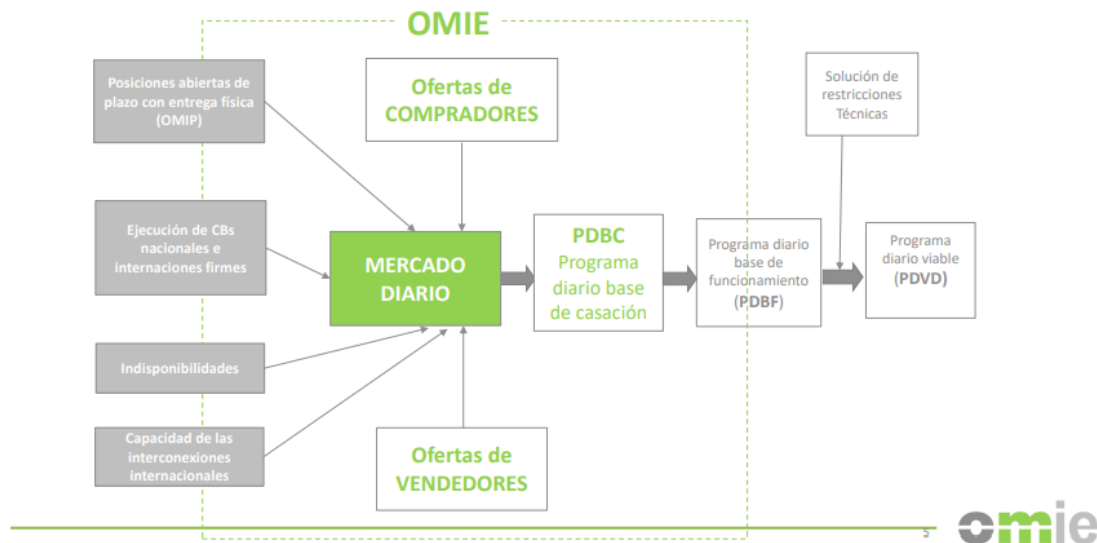 OMIE
Posiciones abiertas de
plazo con entrega física
(OMIP)
Ofertas de
COMPRADORES
Solución de
restricciones
Técnicas
Ejecución de CBs
nacionales e
internaciones firmes
MERCADO
DIARIO
PDBC
Programa
diario base
de casación
Programa diario
base de
funcionamiento
(PDBF)
Programa
diario viable
(PDVD)
Indisponibilidades
Capacidad de las
interconexiones
internacionales
Ofertas de
VENDEDORES
5
omie